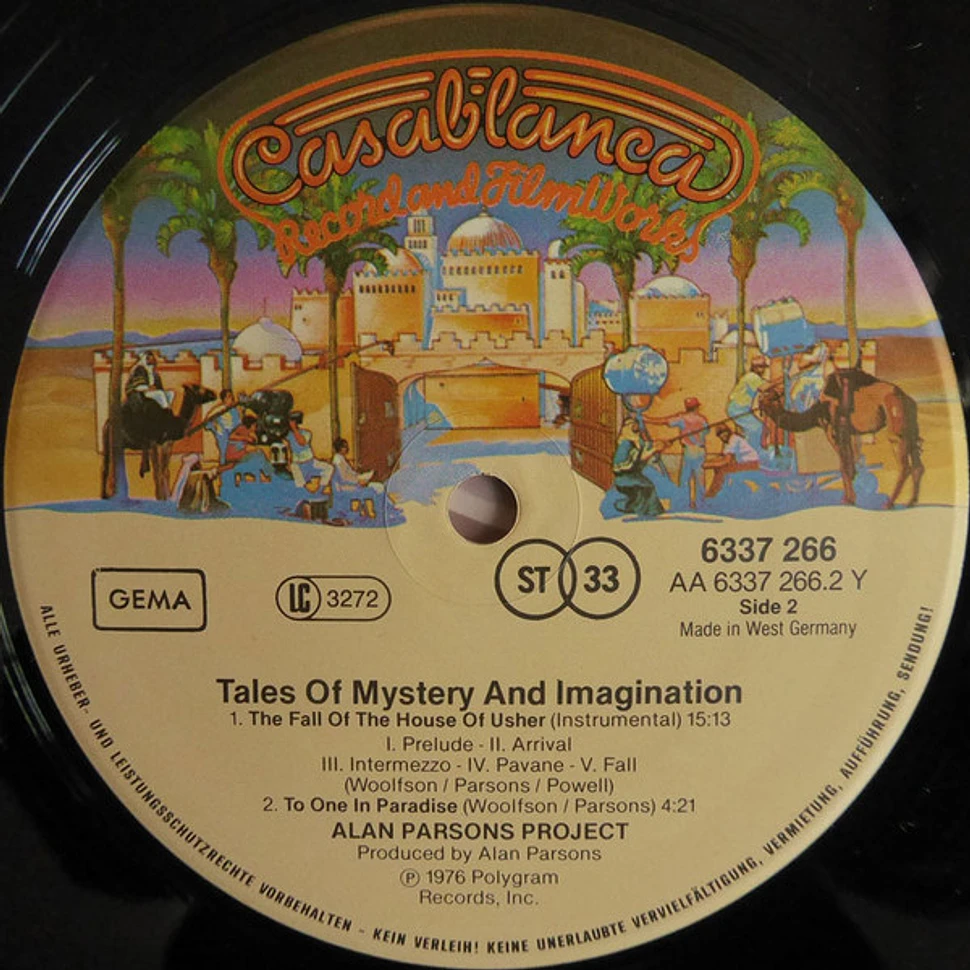 Casablanca
Record and FilmWorks
GEMA
LC 3272
ST 33
6337 266
AA 6337 266.2 Y
Side 2
Made in West Germany
Tales Of Mystery And Imagination
1. The Fall Of The House Of Usher (Instrumental) 15:13
I. Prelude - II. Arrival
III. Intermezzo - IV. Pavane - V. Fall
(Woolfson / Parsons / Powell)
2. To One In Paradise (Woolfson / Parsons) 4:21
ALAN PARSONS PROJECT
Produced by Alan Parsons
℗ 1976 Polygram
Records, Inc.
ALLE URHEBER- UND LEISTUNGSSCHUTZRECHTE VORBEHALTEN - KEIN VERLEIH! KEINE UNERLAUBTE VERVIELFÄLTIGUNG, VERMIETUNG, AUFFÜHRUNG, SENDUNG!